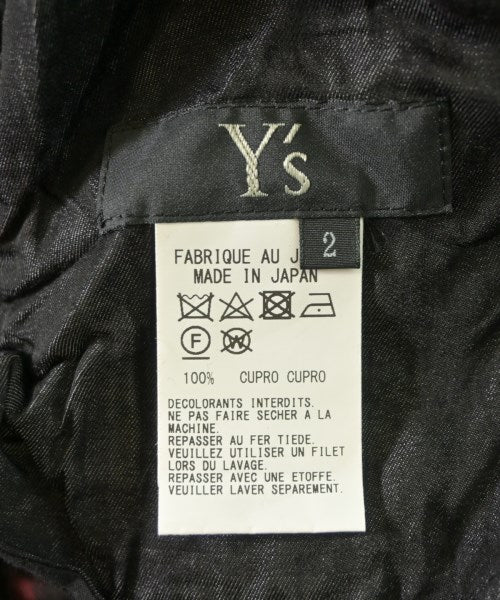 Y's
2
FABRIQUE AU J
MADE IN JAPAN
F W
100% CUPRO CUPRO
DECOLORANTS INTERDITS.
NE PAS FAIRE SECHER A LA
MACHINE.
REPASSER AU FER TIEDE.
VEUILLEZ UTILISER UN FILET
LORS DU LAVAGE.
REPASSER AVEC UNE ETOFFE.
VEUILLER LAVER SEPAREMENT.